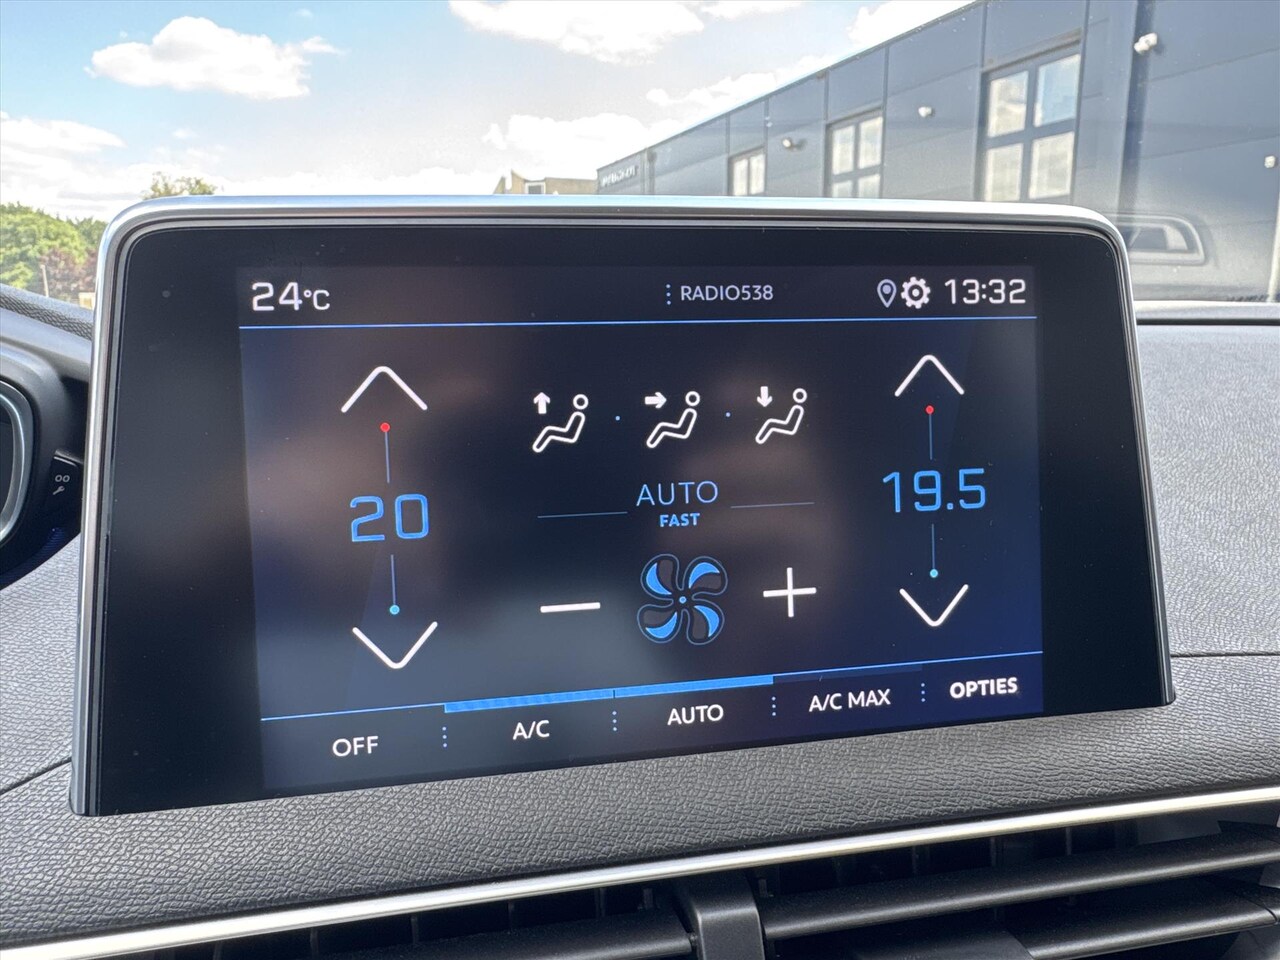 24°C
RADIO538
13:32
20
AUTO
FAST
19.5
OFF
A/C
AUTO
A/C MAX
OPTIES